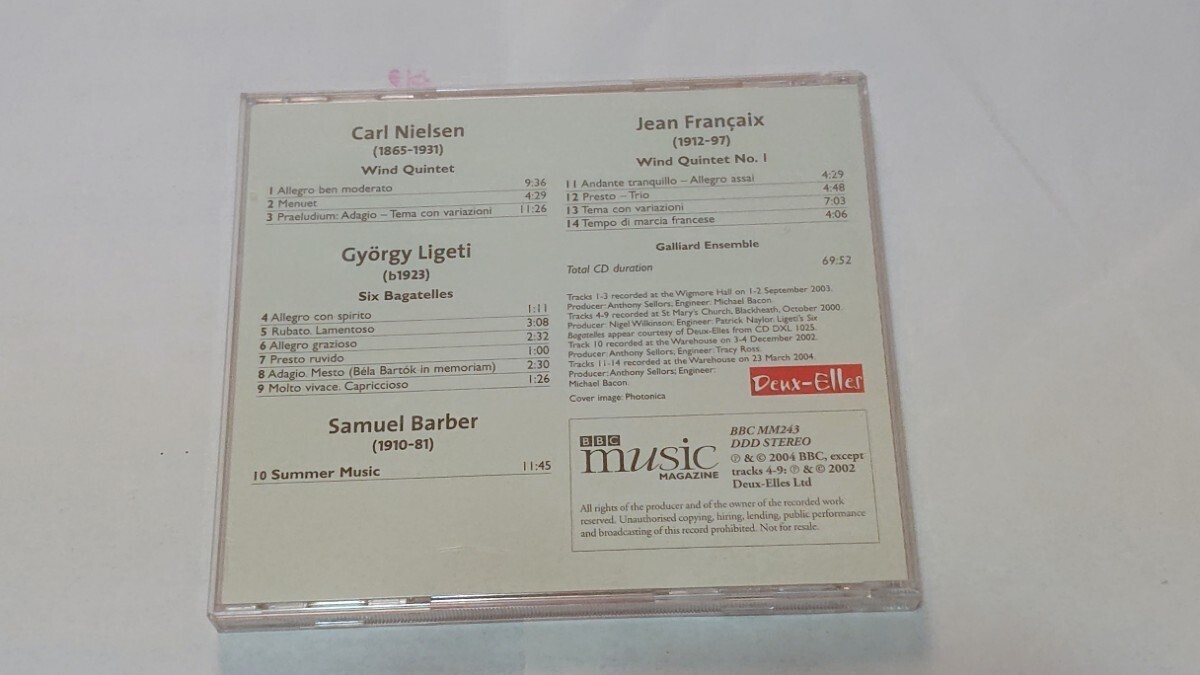 Carl Nielsen
(1865-1931)
Wind Quintet
1 Allegro ben moderato 9:36
2 Menuet 4:29
3 Praeludium: Adagio – Tema con variazioni 11:26
György Ligeti
(b1923)
Six Bagatelles
4 Allegro con spirito 1:11
5 Rubato. Lamentoso 3:08
6 Allegro grazioso 2:32
7 Presto ruvido 1:00
8 Adagio. Mesto (Béla Bartók in memoriam) 2:30
9 Molto vivace. Capriccioso 1:26
Samuel Barber
(1910-81)
10 Summer Music 11:45
Jean Françaix
(1912-97)
Wind Quintet No. 1
11 Andante tranquillo – Allegro assai 4:29
12 Presto – Trio 4:48
13 Tema con variazioni 7:03
14 Tempo di marcia francese 4:06
Galliard Ensemble
Total CD duration 69:52
Tracks 1-3 recorded at the Wigmore Hall on 1-2 September 2003.
Producer: Anthony Sellors; Engineer: Michael Bacon.
Tracks 4-9 recorded at St Mary's Church, Blackheath, October 2000.
Producer: Nigel Wilkinson; Engineer: Patrick Naylor. Ligeti's Six
Bagatelles appear courtesy of Deux-Elles from CD DXL 1025.
Track 10 recorded at the Warehouse on 3-4 December 2002.
Producer: Anthony Sellors; Engineer: Tracy Ross.
Tracks 11-14 recorded at the Warehouse on 23 March 2004.
Producer: Anthony Sellors; Engineer:
Michael Bacon.
Cover image: Photonica
Deux-Elles
BBC
music
MAGAZINE
BBC MM243
DDD STEREO
℗ & © 2004 BBC, except
tracks 4-9: ℗ & © 2002
Deux-Elles Ltd
All rights of the producer and of the owner of the recorded work
reserved. Unauthorised copying, hiring, lending, public performance
and broadcasting of this record prohibited. Not for resale.